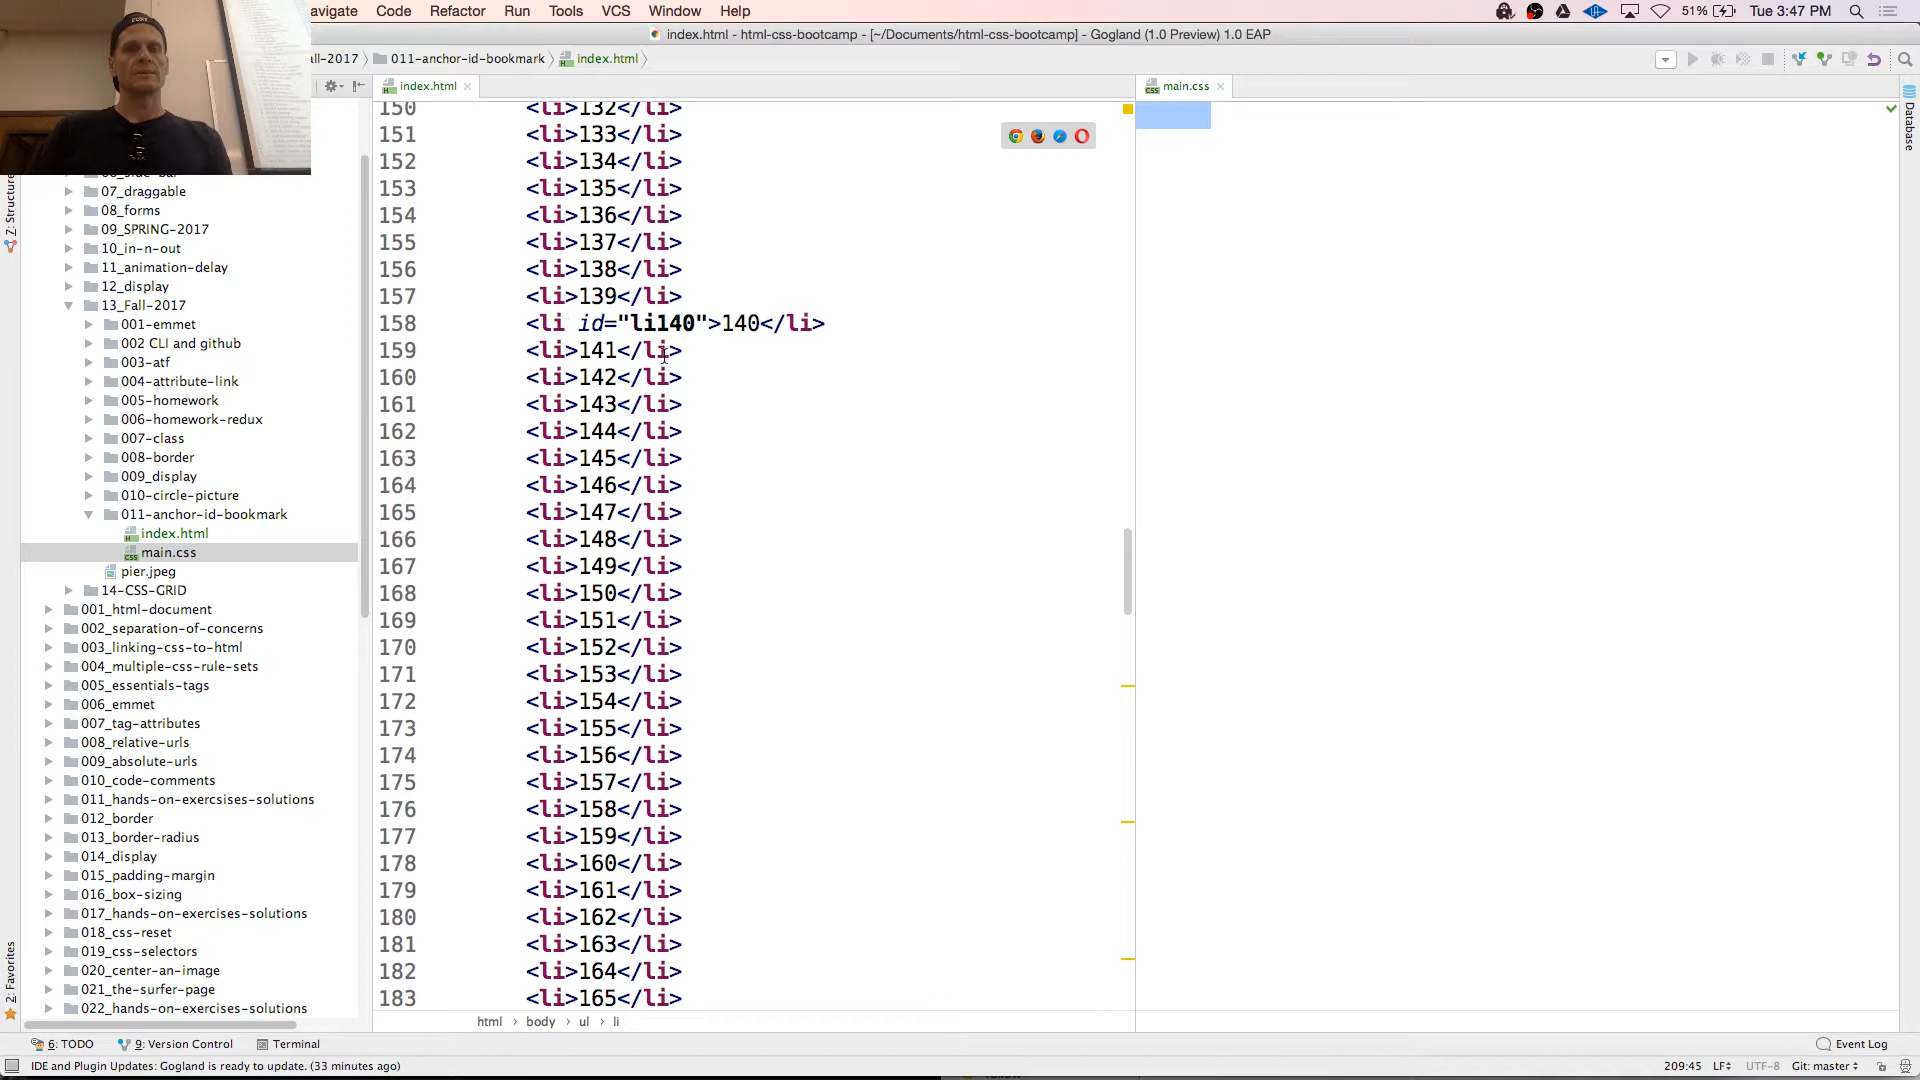 avigate Code Refactor Run Tools VCS Window Help 51% Tue 3:47 PM
index.html - html-css-bootcamp - [~/Documents/html-css-bootcamp] - Gogland (1.0 Preview) 1.0 EAP
all-2017 011-anchor-id-bookmark index.html
index.html main.css
Z: Structure
2: Favorites
Database
07_draggable
08_forms
09_SPRING-2017
10_in-n-out
11_animation-delay
12_display
13_Fall-2017
001-emmet
002 CLI and github
003-atf
004-attribute-link
005-homework
006-homework-redux
007-class
008-border
009_display
010-circle-picture
011-anchor-id-bookmark
index.html
main.css
pier.jpeg
14-CSS-GRID
001_html-document
002_separation-of-concerns
003_linking-css-to-html
004_multiple-css-rule-sets
005_essentials-tags
006_emmet
007_tag-attributes
008_relative-urls
009_absolute-urls
010_code-comments
011_hands-on-exercsises-solutions
012_border
013_border-radius
014_display
015_padding-margin
016_box-sizing
017_hands-on-exercises-solutions
018_css-reset
019_css-selectors
020_center-an-image
021_the-surfer-page
022_hands-on-exercises-solutions
150 <li>132</li>
151 <li>133</li>
152 <li>134</li>
153 <li>135</li>
154 <li>136</li>
155 <li>137</li>
156 <li>138</li>
157 <li>139</li>
158 <li id="li140">140</li>
159 <li>141</li>
160 <li>142</li>
161 <li>143</li>
162 <li>144</li>
163 <li>145</li>
164 <li>146</li>
165 <li>147</li>
166 <li>148</li>
167 <li>149</li>
168 <li>150</li>
169 <li>151</li>
170 <li>152</li>
171 <li>153</li>
172 <li>154</li>
173 <li>155</li>
174 <li>156</li>
175 <li>157</li>
176 <li>158</li>
177 <li>159</li>
178 <li>160</li>
179 <li>161</li>
180 <li>162</li>
181 <li>163</li>
182 <li>164</li>
183 <li>165</li>
html › body › ul › li
6: TODO 9: Version Control Terminal Event Log
IDE and Plugin Updates: Gogland is ready to update. (33 minutes ago) 209:45 LF UTF-8 Git: master